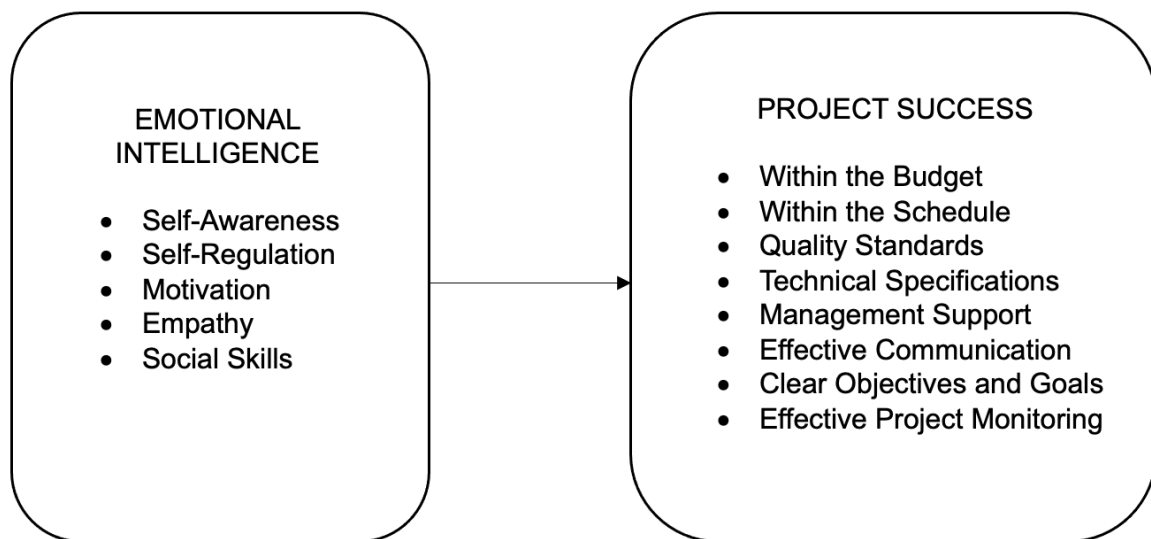 EMOTIONAL
INTELLIGENCE
• Self-Awareness
• Self-Regulation
• Motivation
• Empathy
• Social Skills
PROJECT SUCCESS
• Within the Budget
• Within the Schedule
• Quality Standards
• Technical Specifications
• Management Support
• Effective Communication
• Clear Objectives and Goals
• Effective Project Monitoring